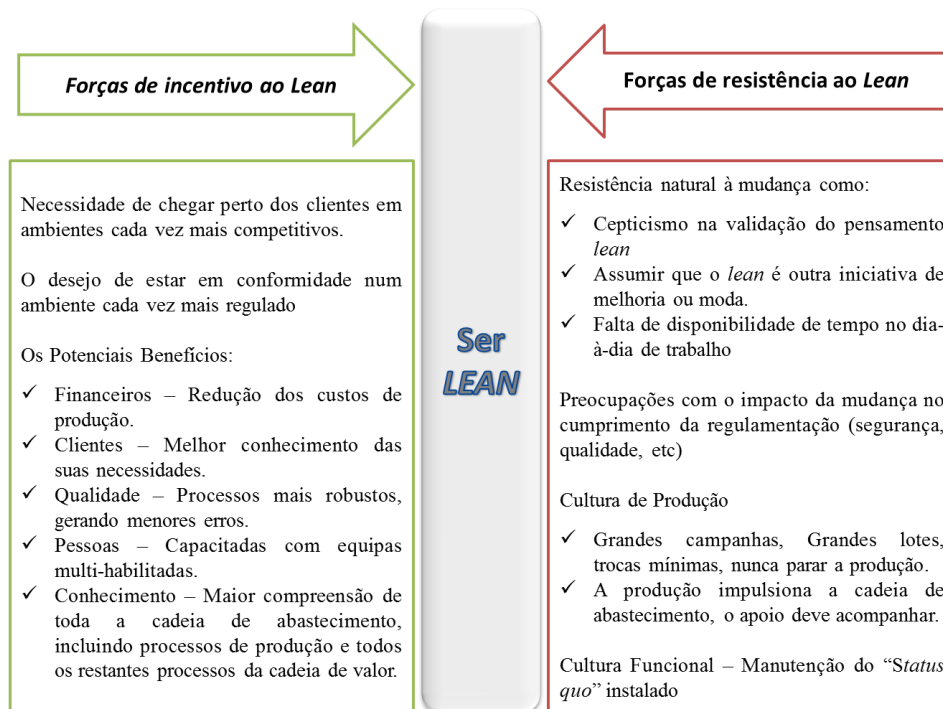 Forças de incentivo ao Lean
Necessidade de chegar perto dos clientes em
ambientes cada vez mais competitivos.
O desejo de estar em conformidade num
ambiente cada vez mais regulado
Os Potenciais Benefícios:
✓ Financeiros – Redução dos custos de
produção.
✓ Clientes – Melhor conhecimento das
suas necessidades.
✓ Qualidade – Processos mais robustos,
gerando menores erros.
✓ Pessoas – Capacitadas com equipas
multi-habilitadas.
✓ Conhecimento – Maior compreensão de
toda a cadeia de abastecimento,
incluindo processos de produção e todos
os restantes processos da cadeia de valor.
Ser
LEAN
Forças de resistência ao Lean
Resistência natural à mudança como:
✓ Cepticismo na validação do pensamento
lean
✓ Assumir que o lean é outra iniciativa de
melhoria ou moda.
✓ Falta de disponibilidade de tempo no dia-
à-dia de trabalho
Preocupações com o impacto da mudança no
cumprimento da regulamentação (segurança,
qualidade, etc)
Cultura de Produção
✓ Grandes campanhas, Grandes lotes,
trocas mínimas, nunca parar a produção.
✓ A produção impulsiona a cadeia de
abastecimento, o apoio deve acompanhar.
Cultura Funcional – Manutenção do “Status
quo” instalado